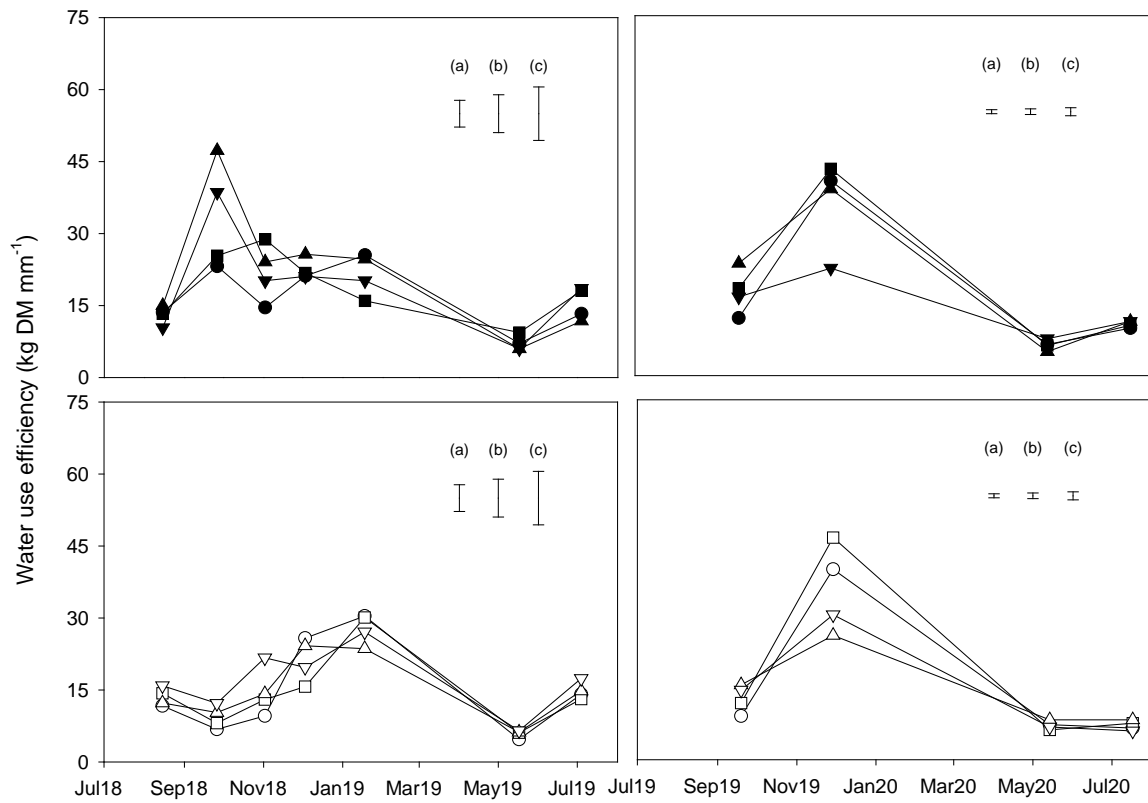 75
60
45
30
15
0
(a) (b) (c)
(a) (b) (c)
Water use efficiency (kg DM mm-1)
75
60
45
30
15
0
(a) (b) (c)
(a) (b) (c)
Jul18 Sep18 Nov18 Jan19 Mar19 May19 Jul19
Jul19 Sep19 Nov19 Jan20 Mar20 May20 Jul20